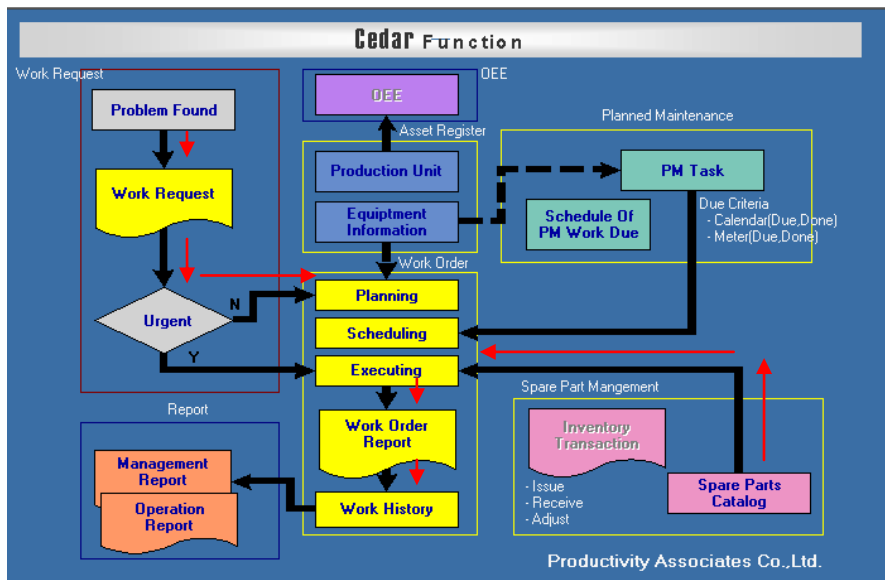 Cedar Function
Work Request
Problem Found
Work Request
Urgent
N
Y
OEE
OEE
Asset Register
Production Unit
Equiptment
Information
Work Order
Planning
Scheduling
Executing
Work Order
Report
Work History
Planned Maintenance
PM Task
Schedule Of
PM Work Due
Due Criteria
- Calendar(Due,Done)
- Meter(Due,Done)
Spare Part Mangement
Inventory
Transaction
- Issue
- Receive
- Adjust
Spare Parts
Catalog
Report
Management
Report
Operation
Report
Productivity Associates Co.,Ltd.